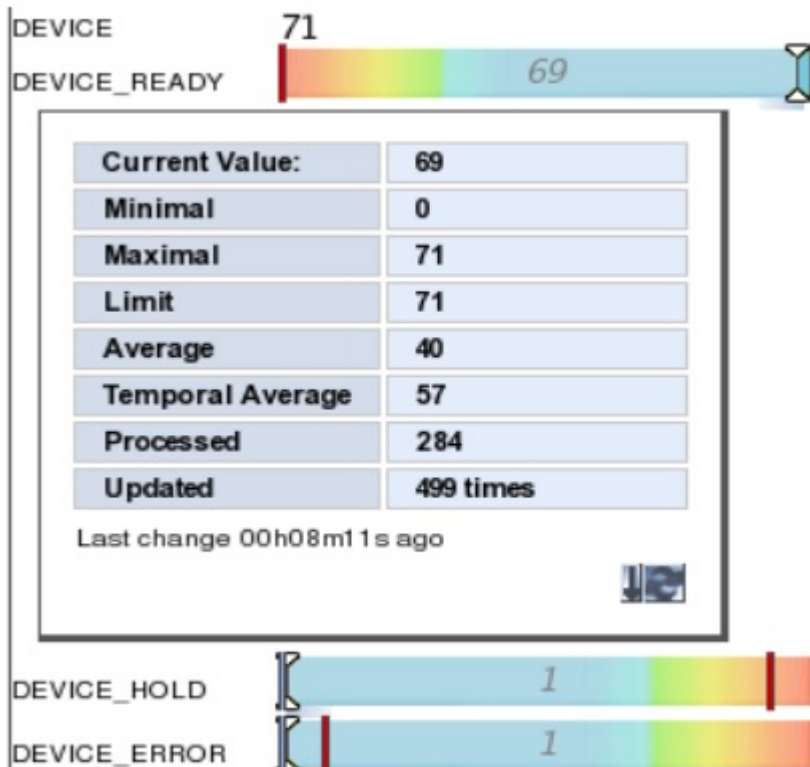 DEVICE 71
DEVICE_READY 69
Current Value: 69
Minimal 0
Maximal 71
Limit 71
Average 40
Temporal Average 57
Processed 284
Updated 499 times
Last change 00h08m11s ago
DEVICE_HOLD 1
DEVICE_ERROR 1